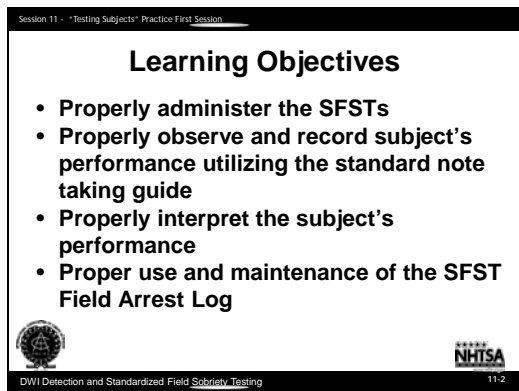 Session 11 - "Testing Subjects" Practice First Session
Learning Objectives
• Properly administer the SFSTs
• Properly observe and record subject's
performance utilizing the standard note
taking guide
• Properly interpret the subject's
performance
• Proper use and maintenance of the SFST
Field Arrest Log
NHTSA
DWI Detection and Standardized Field Sobriety Testing
11-2